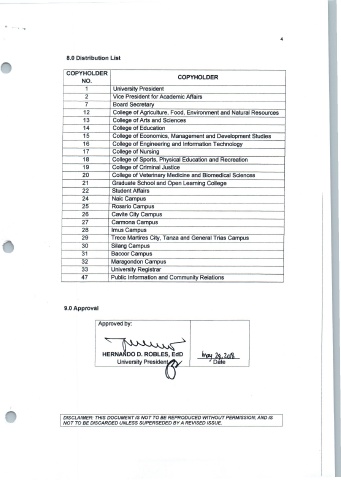 4
8.0 Distribution List
COPYHOLDER NO. COPYHOLDER
1 University President
2 Vice President for Academic Affairs
7 Board Secretary
12 College of Agriculture, Food, Environment and Natural Resources
13 College of Arts and Sciences
14 College of Education
15 College of Economics, Management and Development Studies
16 College of Engineering and Information Technology
17 College of Nursing
18 College of Sports, Physical Education and Recreation
19 College of Criminal Justice
20 College of Veterinary Medicine and Biomedical Sciences
21 Graduate School and Open Learning College
22 Student Affairs
24 Naic Campus
25 Rosario Campus
26 Cavite City Campus
27 Carmona Campus
28 Imus Campus
29 Trece Martires City, Tanza and General Trias Campus
30 Silang Campus
31 Bacoor Campus
32 Maragondon Campus
33 University Registrar
47 Public Information and Community Relations
9.0 Approval
Approved by:
HERNANDO D. ROBLES, EdD
University President
Date
DISCLAIMER: THIS DOCUMENT IS NOT TO BE REPRODUCED WITHOUT PERMISSION, AND IS
NOT TO BE DISCARDED UNLESS SUPERSEDED BY A REVISED ISSUE.